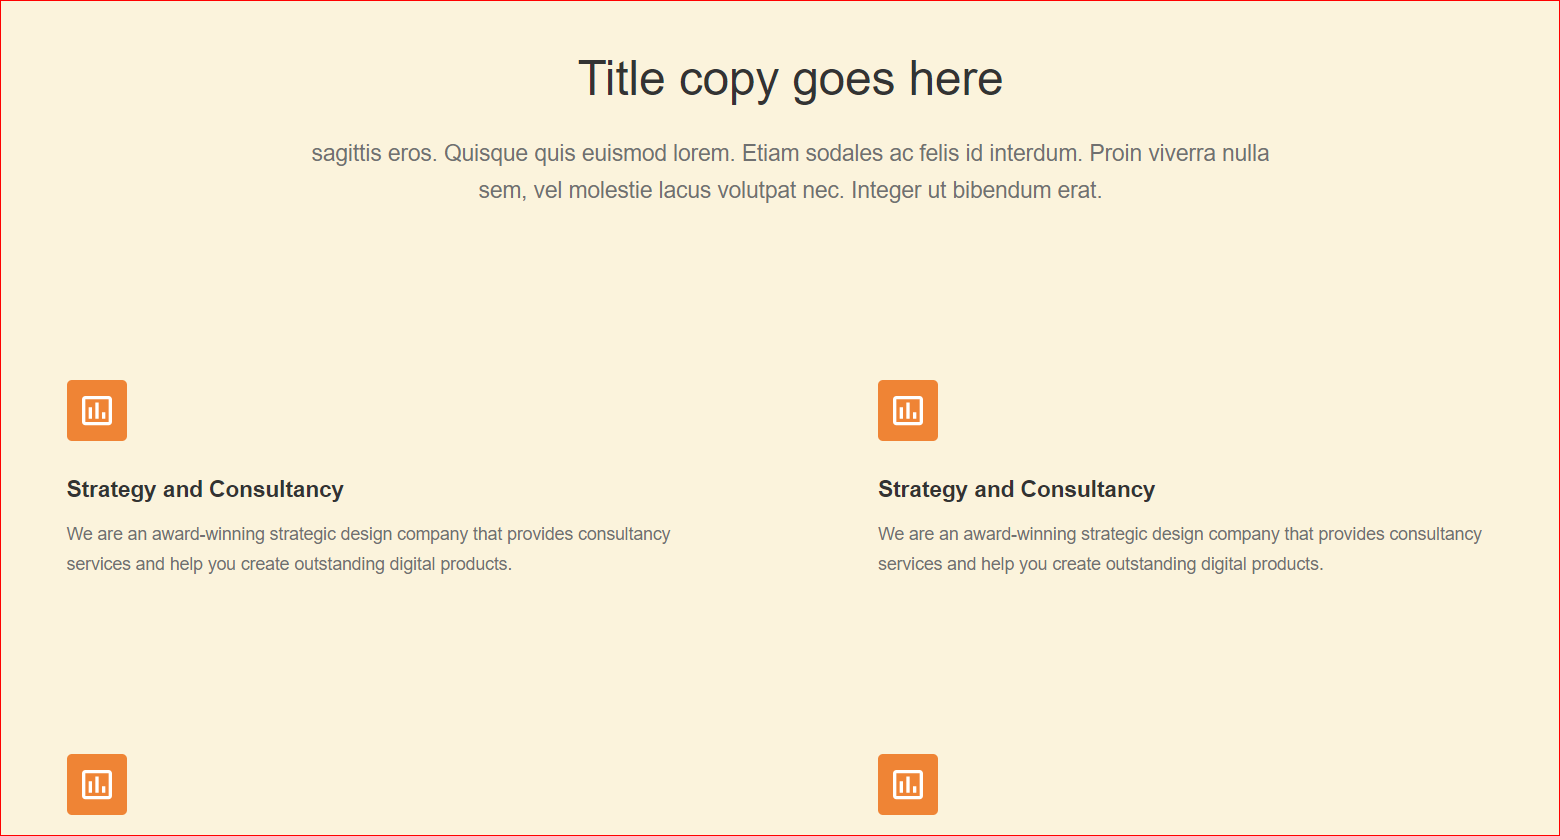 Title copy goes here
sagittis eros. Quisque quis euismod lorem. Etiam sodales ac felis id interdum. Proin viverra nulla
sem, vel molestie lacus volutpat nec. Integer ut bibendum erat.
Strategy and Consultancy
We are an award-winning strategic design company that provides consultancy
services and help you create outstanding digital products.
Strategy and Consultancy
We are an award-winning strategic design company that provides consultancy
services and help you create outstanding digital products.